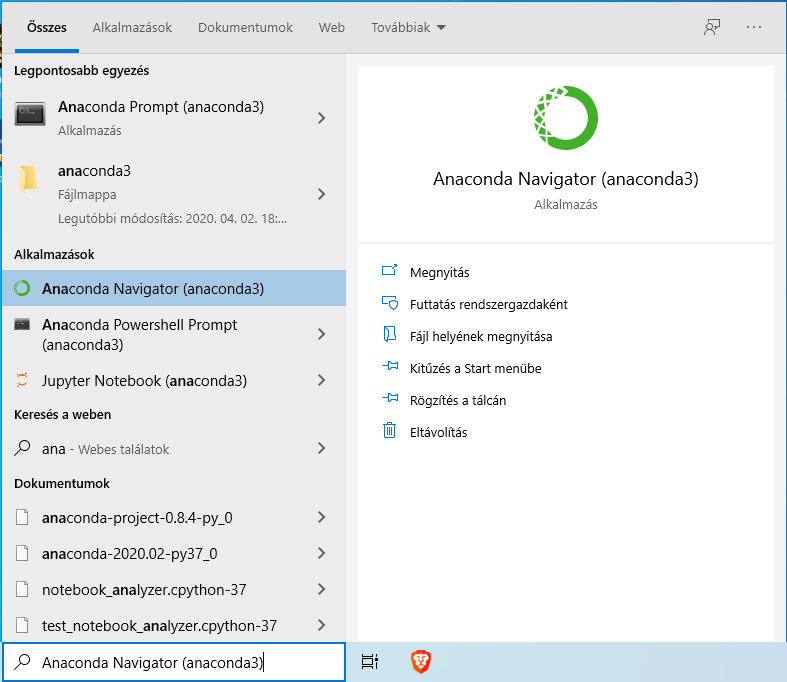 Összes Alkalmazások Dokumentumok Web Továbbiak
Legpontosabb egyezés
Anaconda Prompt (anaconda3)
Alkalmazás
anaconda3
Fájlmappa
Legutóbbi módosítás: 2020. 04. 02. 18:...
Alkalmazások
Anaconda Navigator (anaconda3)
Anaconda Powershell Prompt
(anaconda3)
Jupyter Notebook (anaconda3)
Keresés a weben
ana - Webes találatok
Dokumentumok
anaconda-project-0.8.4-py_0
anaconda-2020.02-py37_0
notebook_analyzer.cpython-37
test_notebook_analyzer.cpython-37
Anaconda Navigator (anaconda3)
Anaconda Navigator (anaconda3)
Alkalmazás
Megnyitás
Futtatás rendszergazdaként
Fájl helyének megnyitása
Kitűzés a Start menübe
Rögzítés a tálcán
Eltávolítás